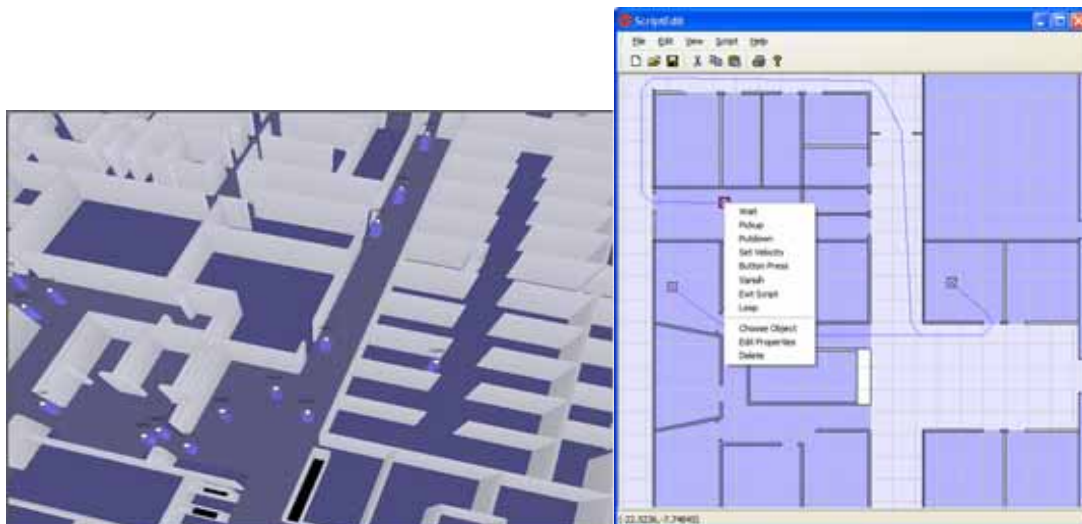 ScriptEdit
File Edit View Script Help
Wait
Pickup
Putdown
Set Velocity
Button Press
Vanish
Exit Script
Loop
Choose Object
Edit Properties
Delete